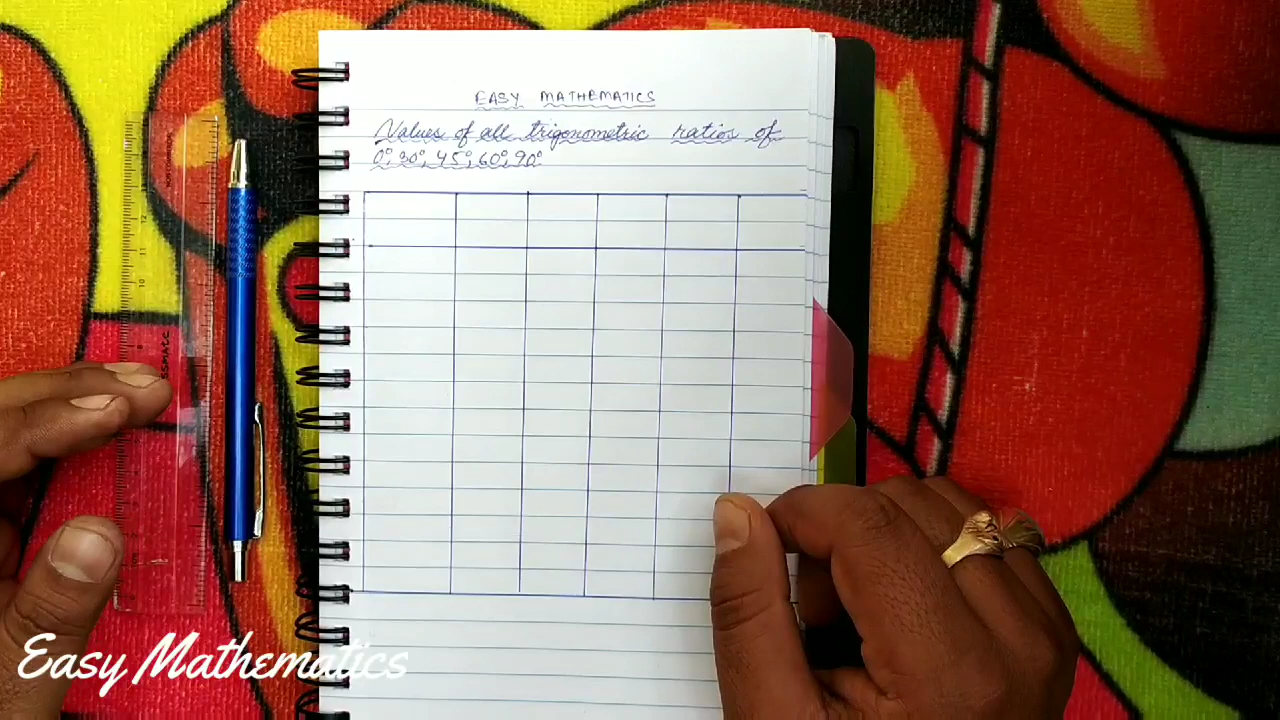 EASY MATHEMATICS
Values of all trigonometric ratios of
0°, 30°, 45°, 60°, 90°
Easy Mathematics